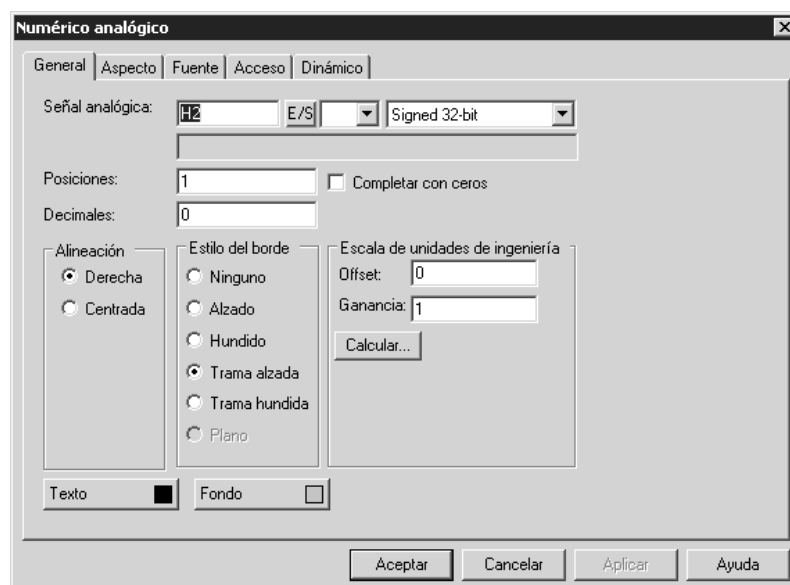 Numérico analógico
General Aspecto Fuente Acceso Dinámico
Señal analógica: H2 E/S Signed 32-bit
Posiciones: 1 Completar con ceros
Decimales: 0
Alineación
Derecha
Centrada
Estilo del borde
Ninguno
Alzado
Hundido
Trama alzada
Trama hundida
Plano
Escala de unidades de ingeniería
Offset: 0
Ganancia: 1
Calcular...
Texto Fondo
Aceptar Cancelar Aplicar Ayuda